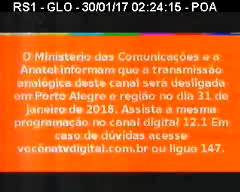 RS1 - GLO - 30/01/17 02:24:15 - POA
O Ministério das Comunicações e a
Anatel informam que a transmissão
analógica deste canal será desligada
em Porto Alegre e região no dia 31 de
janeiro de 2018. Assista a mesma
programação no canal digital 12.1 Em
caso de dúvidas acesse
vocênatvdigital.com.br ou ligue 147.